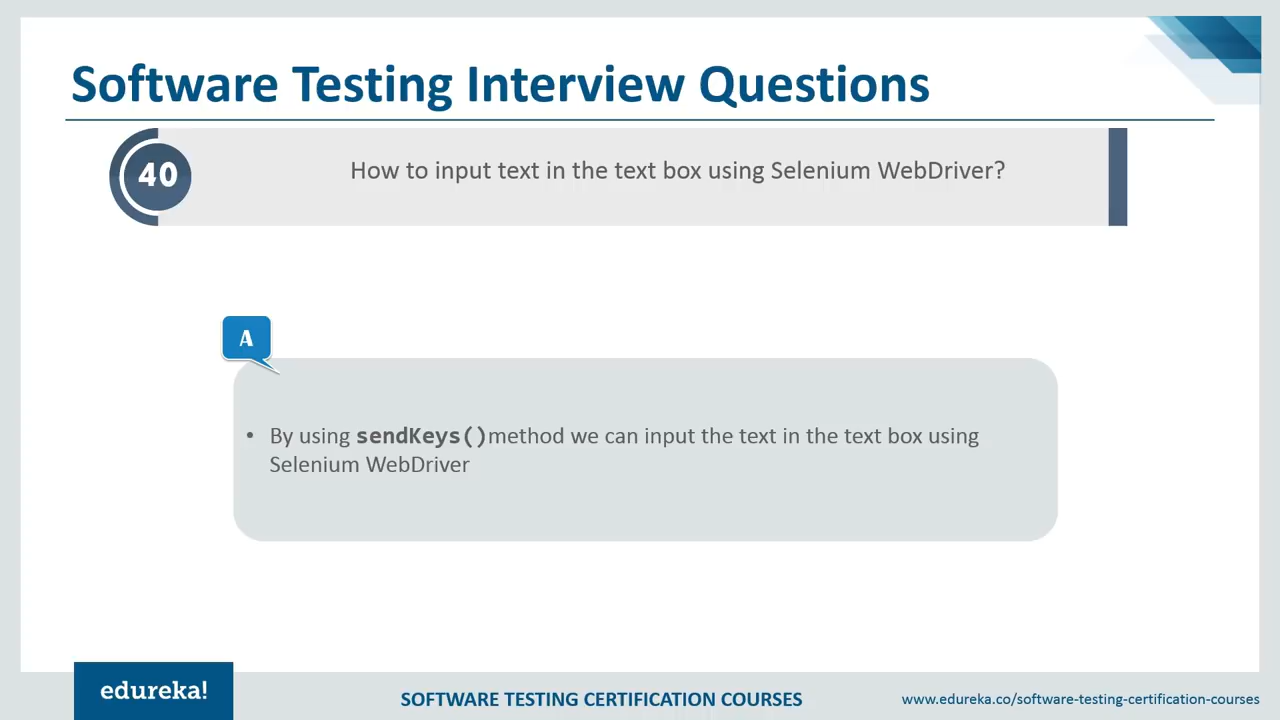 Software Testing Interview Questions
40
How to input text in the text box using Selenium WebDriver?
A
• By using sendKeys()method we can input the text in the text box using
Selenium WebDriver
edureka!
SOFTWARE TESTING CERTIFICATION COURSES
www.edureka.co/software-testing-certification-courses